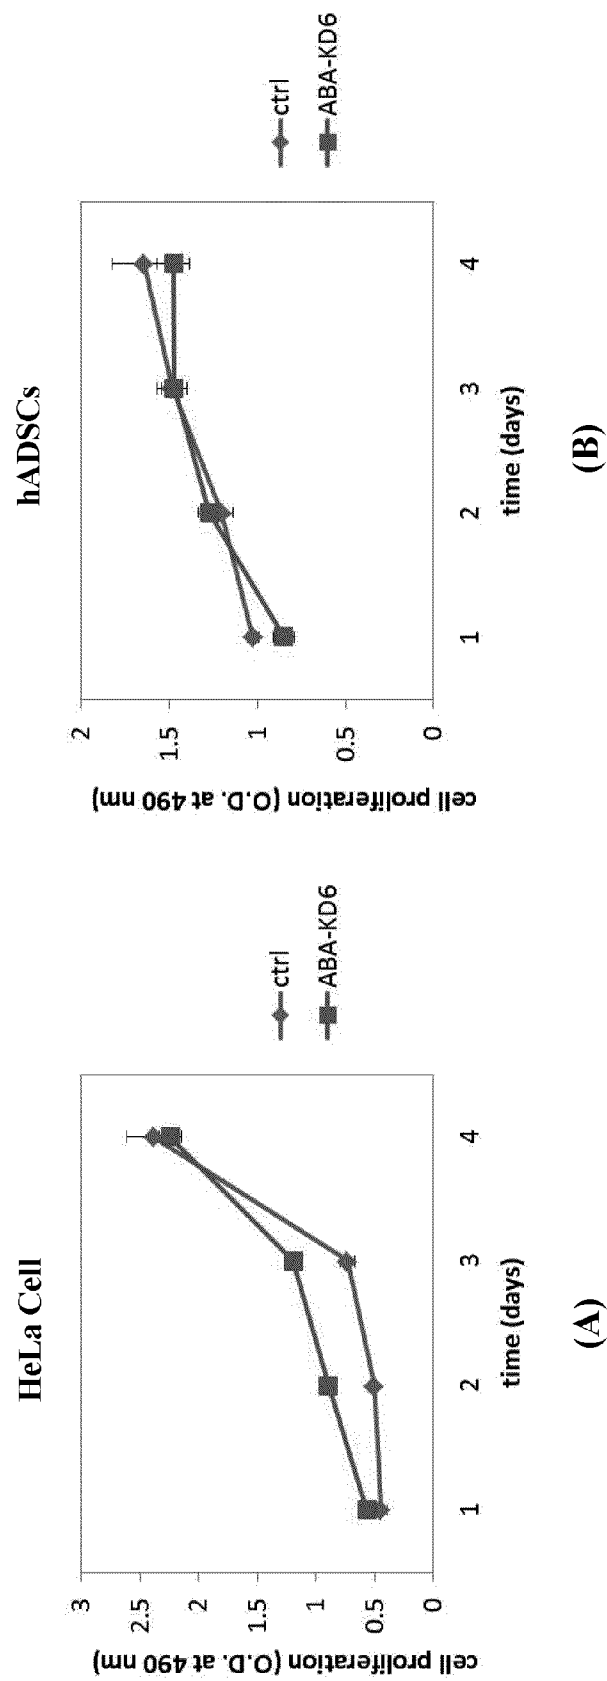 HeLa Cell
cell proliferation (O.D. at 490 nm)
3
2.5
2
1.5
1
0.5
0
1 2 3 4
time (days)
ctrl
ABA-KD6
(A)
hADSCs
cell proliferation (O.D. at 490 nm)
2
1.5
1
0.5
0
1 2 3 4
time (days)
ctrl
ABA-KD6
(B)